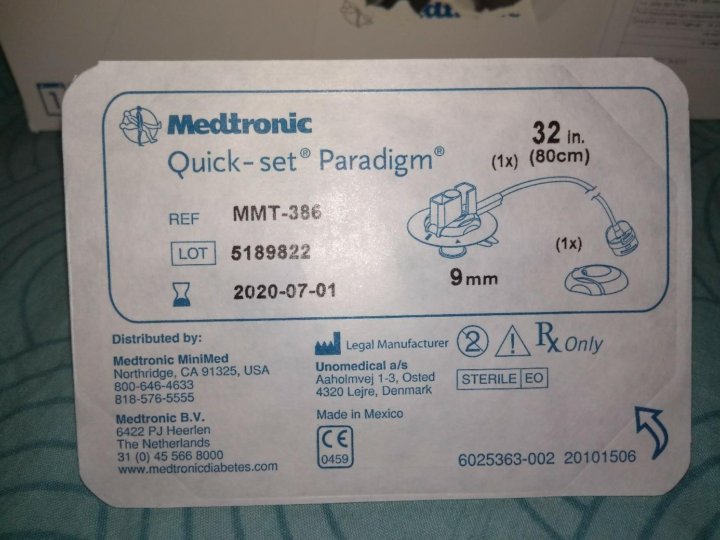 Medtronic
Medtronic
Quick-set® Paradigm®
32 in.
(1x) (80cm)
REF MMT-386
LOT 5189822
2020-07-01
9mm
(1x)
Distributed by:
Medtronic MiniMed
Northridge, CA 91325, USA
800-646-4633
818-576-5555
Medtronic B.V.
6422 PJ Heerlen
The Netherlands
31 (0) 45 566 8000
www.medtronicdiabetes.com
Legal Manufacturer
Unomedical a/s
Aaholmvej 1-3, Osted
4320 Lejre, Denmark
Made in Mexico
CE
0459
2
Rx Only
STERILE EO
6025363-002 20101506